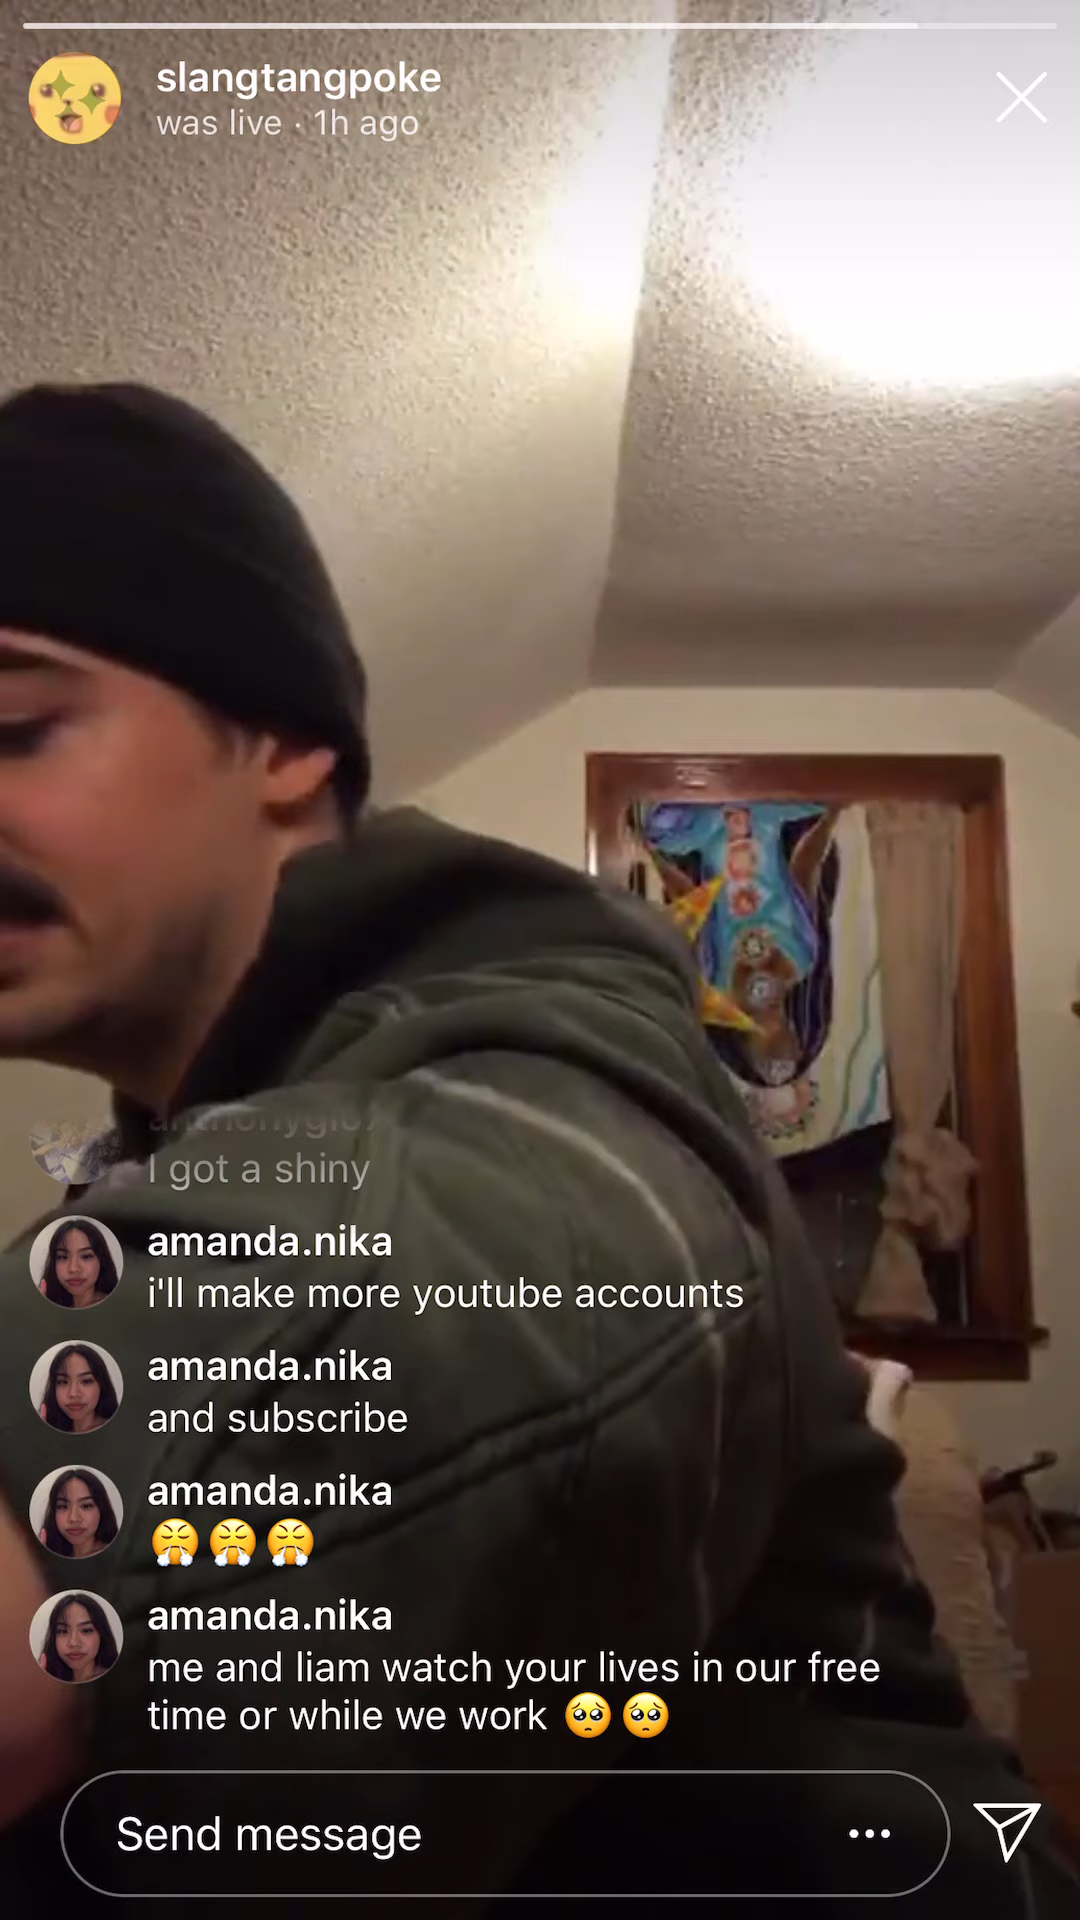 slangtangpoke
was live · 1h ago
I got a shiny
amanda.nika
i'll make more youtube accounts
amanda.nika
and subscribe
amanda.nika
😤😤😤
amanda.nika
me and liam watch your lives in our free
time or while we work 🥺🥺
Send message